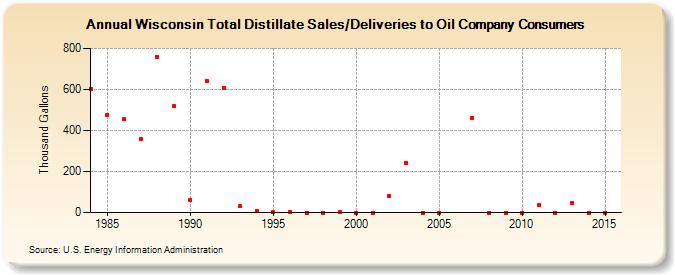 Annual Wisconsin Total Distillate Sales/Deliveries to Oil Company Consumers
Thousand Gallons
800
600
400
200
0
1985 1990 1995 2000 2005 2010 2015
Source: U.S. Energy Information Administration